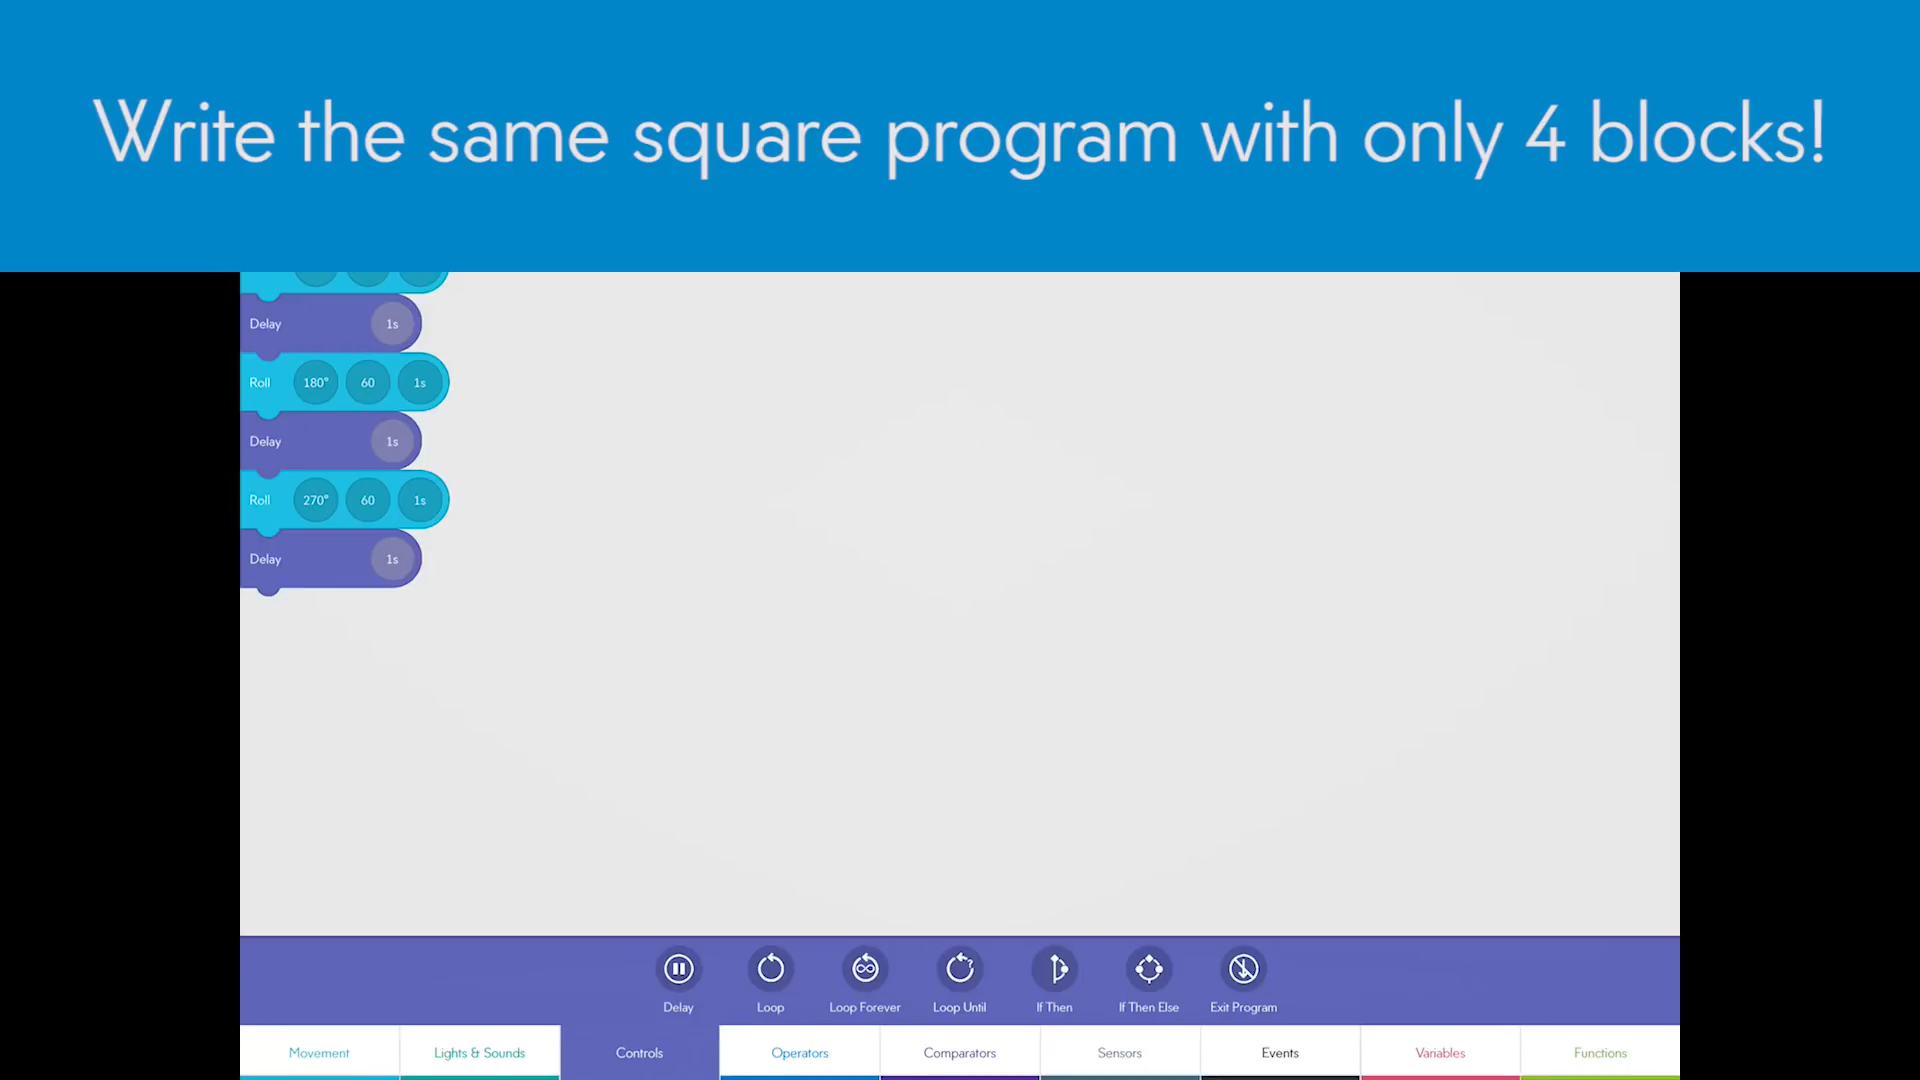 Write the same square program with only 4 blocks!
Delay 1s
Roll 180° 60 1s
Delay 1s
Roll 270° 60 1s
Delay 1s
Delay Loop Loop Forever Loop Until If Then If Then Else Exit Program
Movement Lights & Sounds Controls Operators Comparators Sensors Events Variables Functions